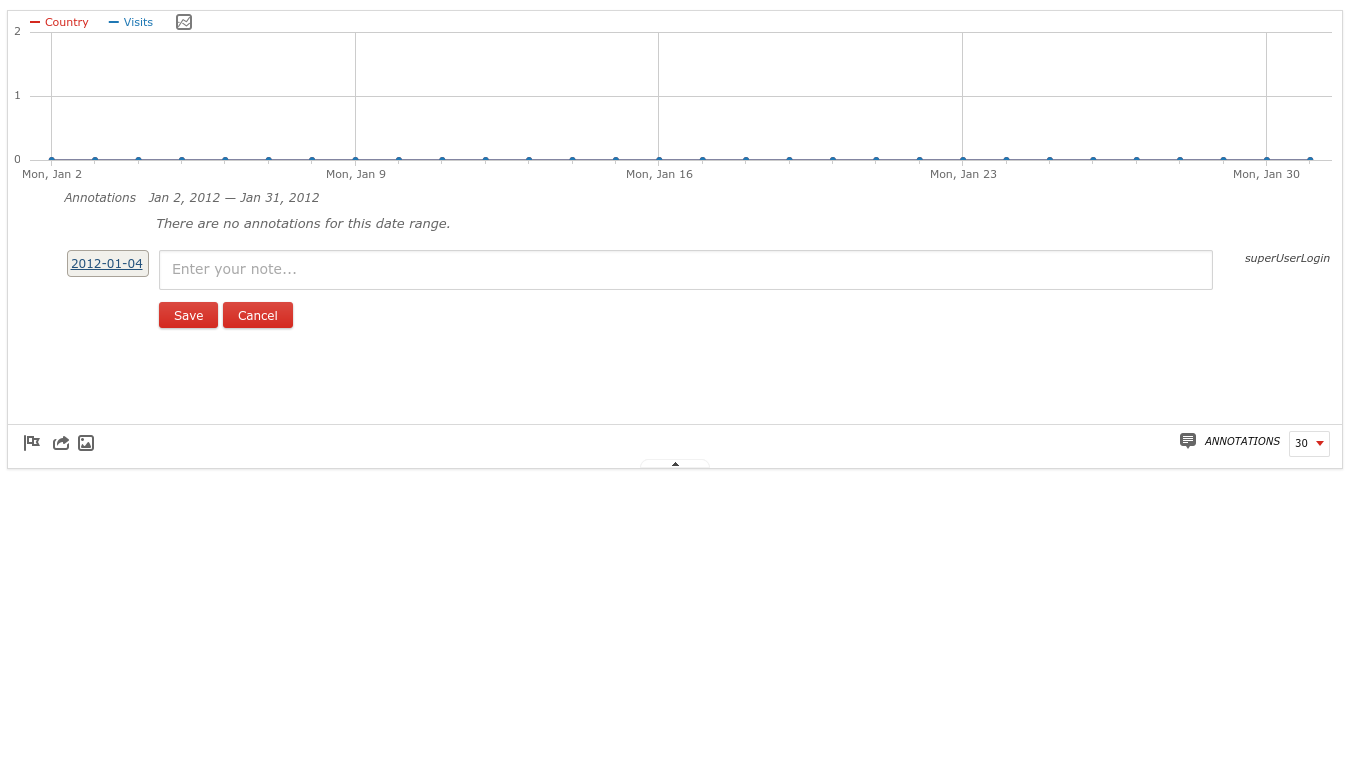 Country Visits
2
1
0
Mon, Jan 2 Mon, Jan 9 Mon, Jan 16 Mon, Jan 23 Mon, Jan 30
Annotations Jan 2, 2012 — Jan 31, 2012
There are no annotations for this date range.
2012-01-04 Enter your note... superUserLogin
Save Cancel
ANNOTATIONS 30